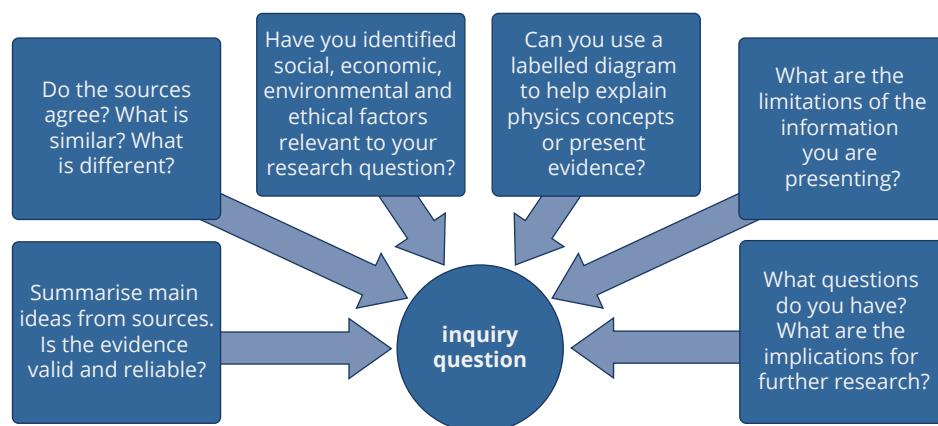 Do the sources
agree? What is
similar? What
is different?
Have you identified
social, economic,
environmental and
ethical factors
relevant to your
research question?
Can you use a
labelled diagram
to help explain
physics concepts
or present
evidence?
What are the
limitations of the
information
you are
presenting?
Summarise main
ideas from sources.
Is the evidence
valid and reliable?
inquiry
question
What questions
do you have?
What are the
implications for
further research?